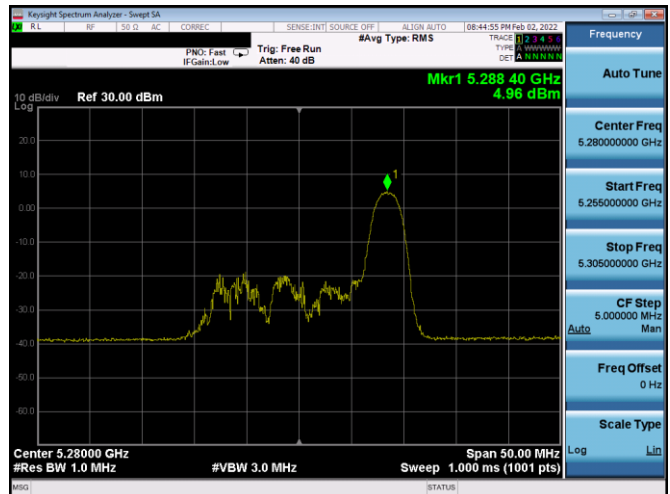 Keysight Spectrum Analyzer - Swept SA
RL RF 50 Ω AC CORREC SENSE:INT SOURCE OFF ALIGN AUTO 08:44:55 PM Feb 02, 2022
#Avg Type: RMS
TRACE 1 2 3 4 5 6
TYPE A WWWWW
DET A N N N N N
PNO: Fast
IFGain:Low
Trig: Free Run
Atten: 40 dB
Mkr1 5.288 40 GHz
4.96 dBm
10 dB/div
Log
Ref 30.00 dBm
20.0
10.0
0.00
-10.0
-20.0
-30.0
-40.0
-50.0
-60.0
1
Center 5.28000 GHz
Span 50.00 MHz
#Res BW 1.0 MHz
#VBW 3.0 MHz
Sweep 1.000 ms (1001 pts)
MSG
STATUS
Frequency
Auto Tune
Center Freq
5.280000000 GHz
Start Freq
5.255000000 GHz
Stop Freq
5.305000000 GHz
CF Step
5.000000 MHz
Auto Man
Freq Offset
0 Hz
Scale Type
Log Lin